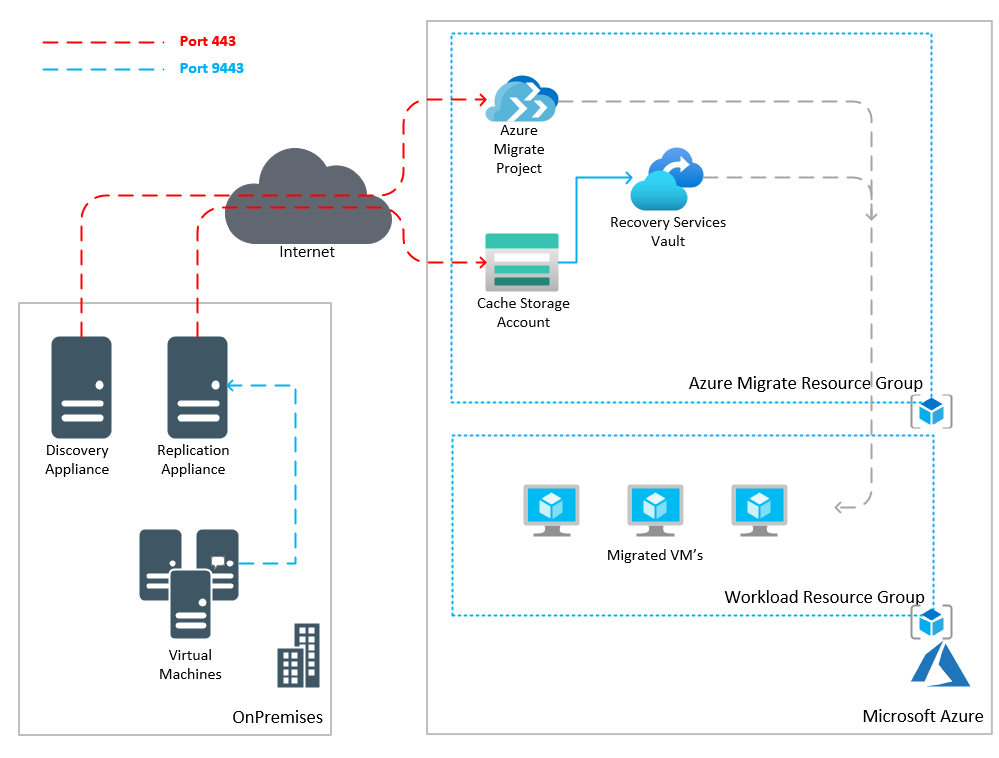 Port 443
Port 9443
Azure
Migrate
Project
Recovery Services
Vault
Internet
Cache Storage
Account
Azure Migrate Resource Group
Discovery
Appliance
Replication
Appliance
Migrated VM's
Workload Resource Group
Virtual
Machines
OnPremises
Microsoft Azure